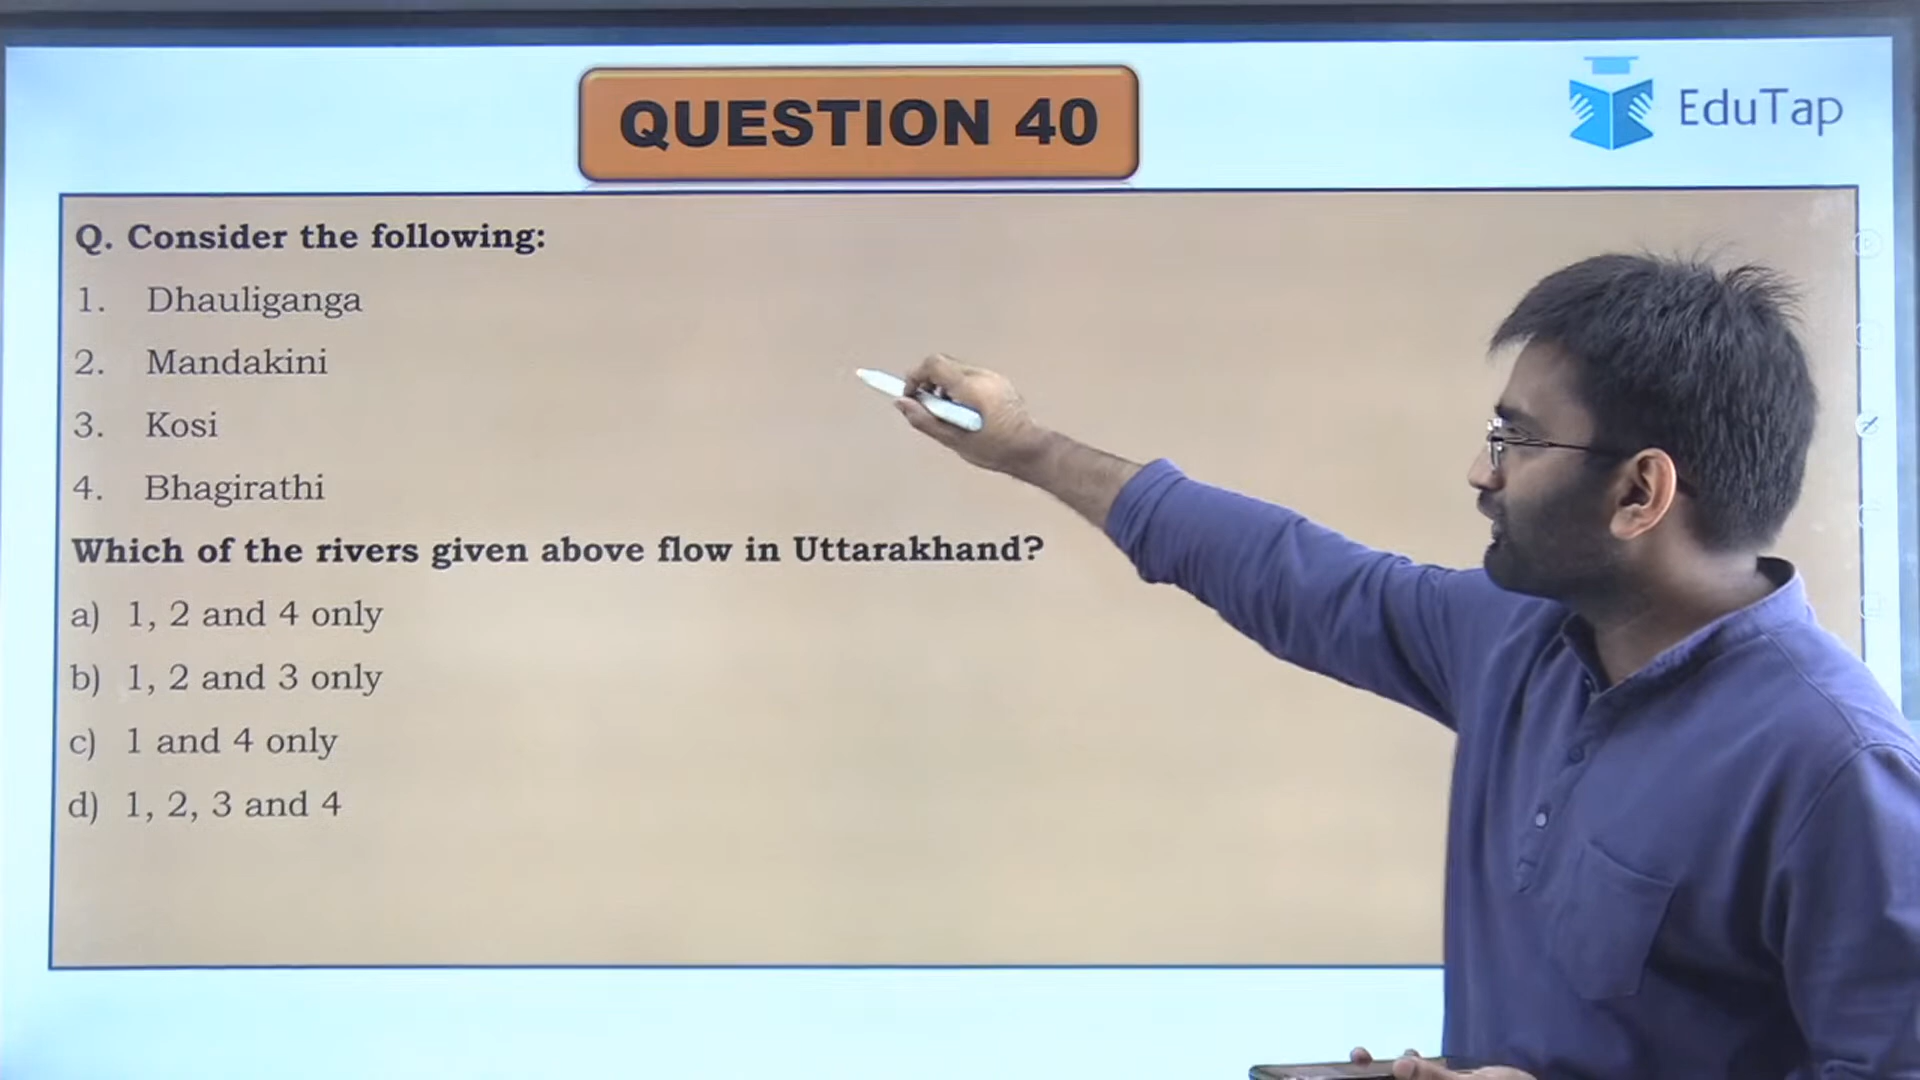 QUESTION 40
EduTap
Q. Consider the following:
1. Dhauliganga
2. Mandakini
3. Kosi
4. Bhagirathi
Which of the rivers given above flow in Uttarakhand?
a) 1, 2 and 4 only
b) 1, 2 and 3 only
c) 1 and 4 only
d) 1, 2, 3 and 4